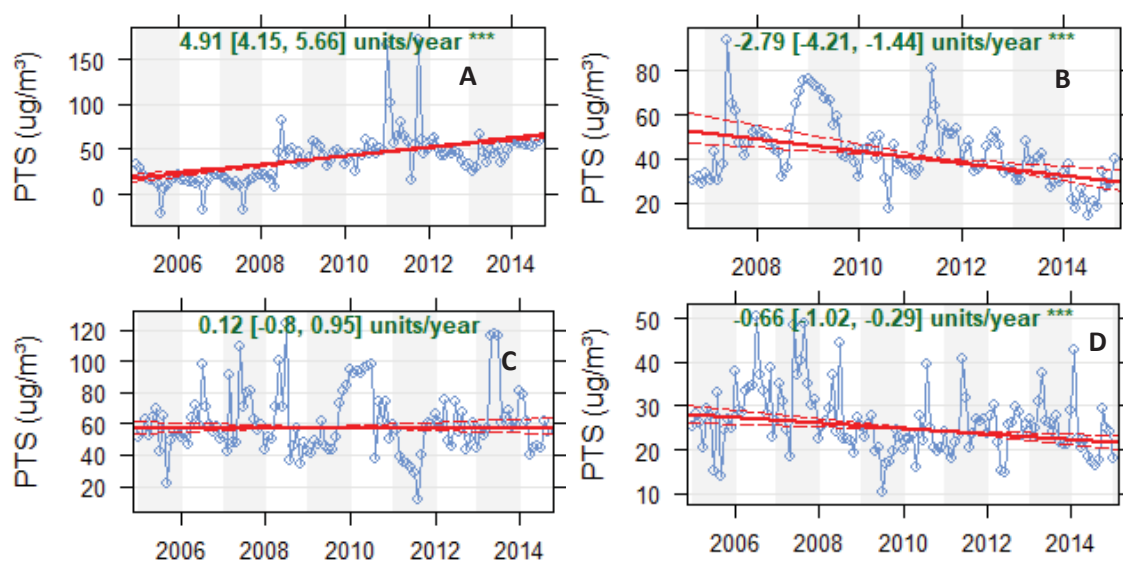 4.91 [4.15, 5.66] units/year ***
A
PTS (ug/m³)
150
100
50
0
2006 2008 2010 2012 2014
-2.79 [-4.21, -1.44] units/year ***
B
PTS (ug/m³)
80
60
40
20
2008 2010 2012 2014
0.12 [-0.8, 0.95] units/year
C
PTS (ug/m³)
120
100
80
60
40
20
2006 2008 2010 2012 2014
-0.66 [-1.02, -0.29] units/year ***
D
PTS (ug/m³)
50
40
30
20
10
2006 2008 2010 2012 2014